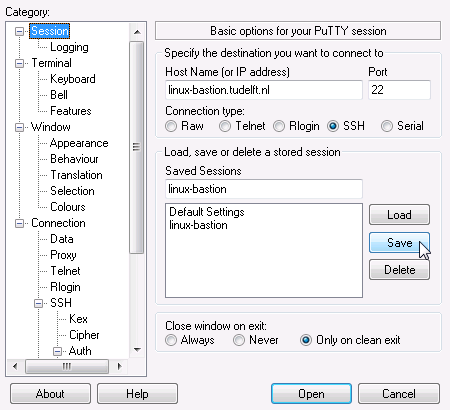 Category:
Session
Logging
Terminal
Keyboard
Bell
Features
Window
Appearance
Behaviour
Translation
Selection
Colours
Connection
Data
Proxy
Telnet
Rlogin
SSH
Kex
Cipher
Auth
Basic options for your PuTTY session
Specify the destination you want to connect to
Host Name (or IP address) Port
linux-bastion.tudelft.nl 22
Connection type:
Raw Telnet Rlogin SSH Serial
Load, save or delete a stored session
Saved Sessions
linux-bastion
Default Settings
linux-bastion
Load
Save
Delete
Close window on exit:
Always Never Only on clean exit
About Help Open Cancel